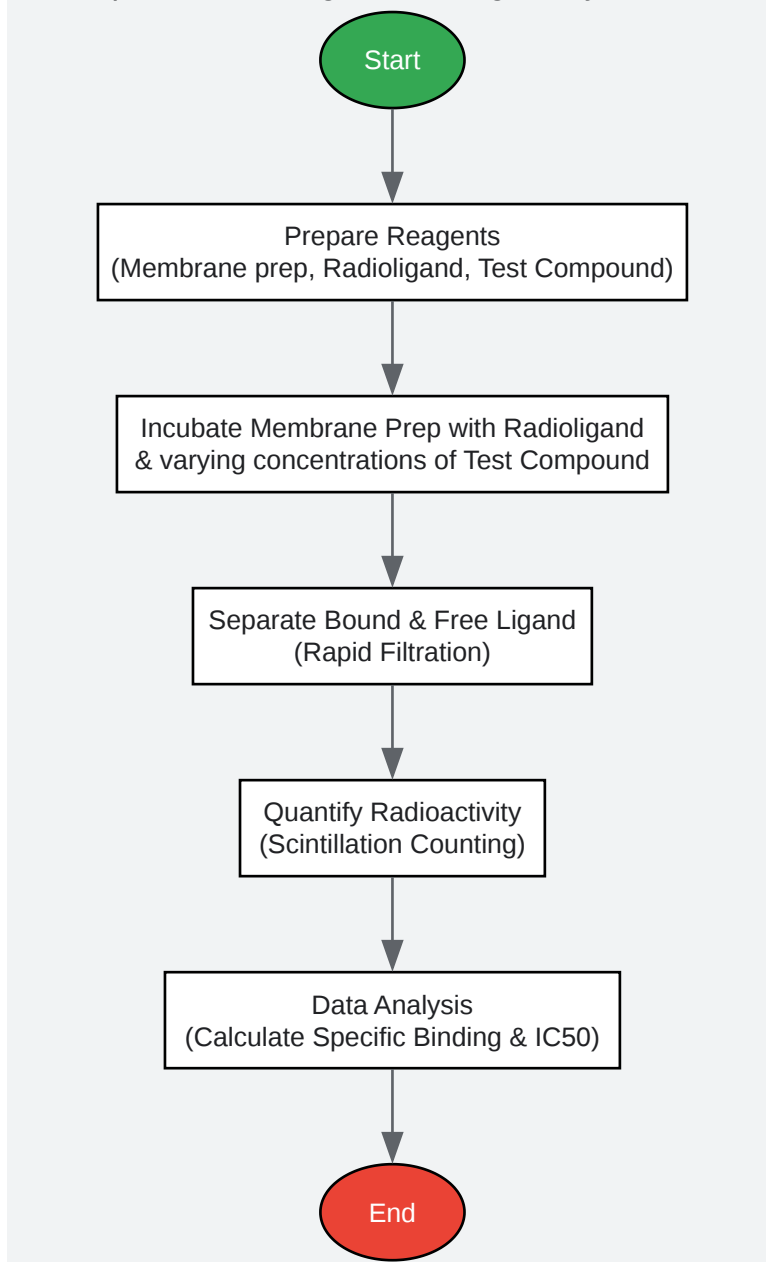 Start
Prepare Reagents
(Membrane prep, Radioligand, Test Compound)
Incubate Membrane Prep with Radioligand
& varying concentrations of Test Compound
Separate Bound & Free Ligand
(Rapid Filtration)
Quantify Radioactivity
(Scintillation Counting)
Data Analysis
(Calculate Specific Binding & IC50)
End